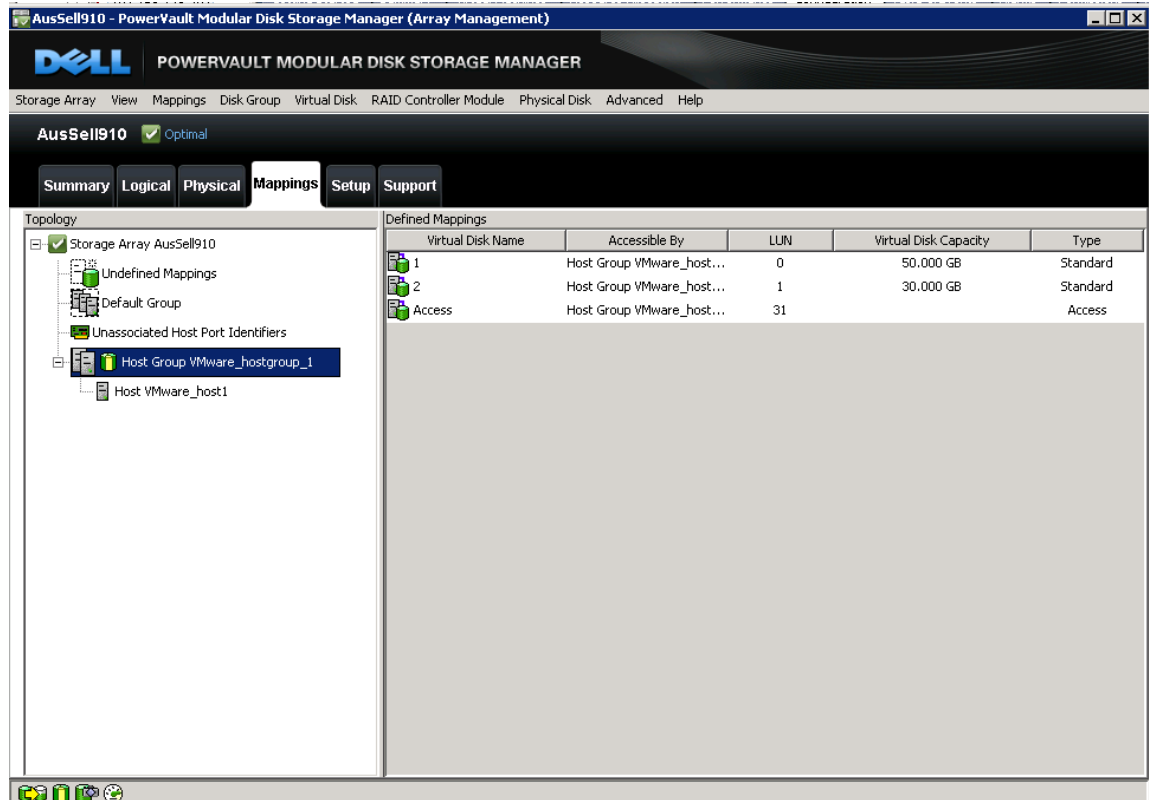 AusSell910 - PowerVault Modular Disk Storage Manager (Array Management)
DELL POWERVAULT MODULAR DISK STORAGE MANAGER
Storage Array View Mappings Disk Group Virtual Disk RAID Controller Module Physical Disk Advanced Help
AusSell910 Optimal
Summary Logical Physical Mappings Setup Support
Topology
Storage Array AusSell910
Undefined Mappings
Default Group
Unassociated Host Port Identifiers
Host Group VMware_hostgroup_1
Host VMware_host1
Defined Mappings
Virtual Disk Name Accessible By LUN Virtual Disk Capacity Type
1 Host Group VMware_host... 0 50.000 GB Standard
2 Host Group VMware_host... 1 30.000 GB Standard
Access Host Group VMware_host... 31 Access